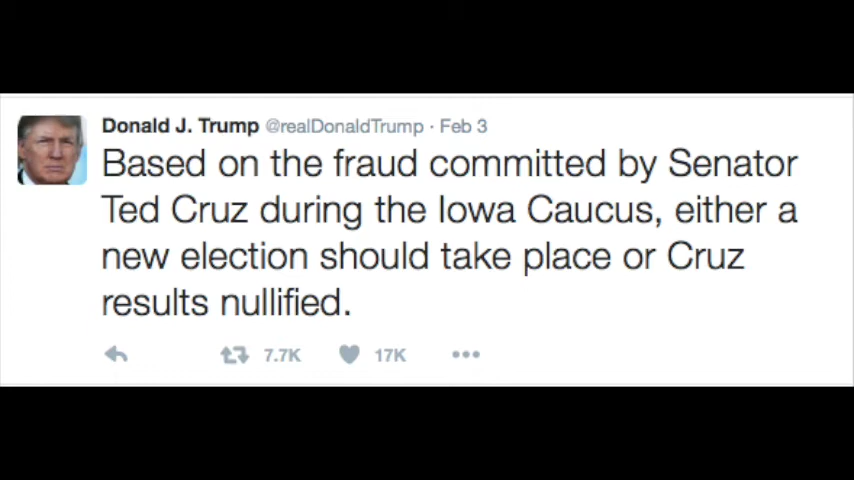 Donald J. Trump @realDonaldTrump · Feb 3
Based on the fraud committed by Senator
Ted Cruz during the Iowa Caucus, either a
new election should take place or Cruz
results nullified.
7.7K 17K